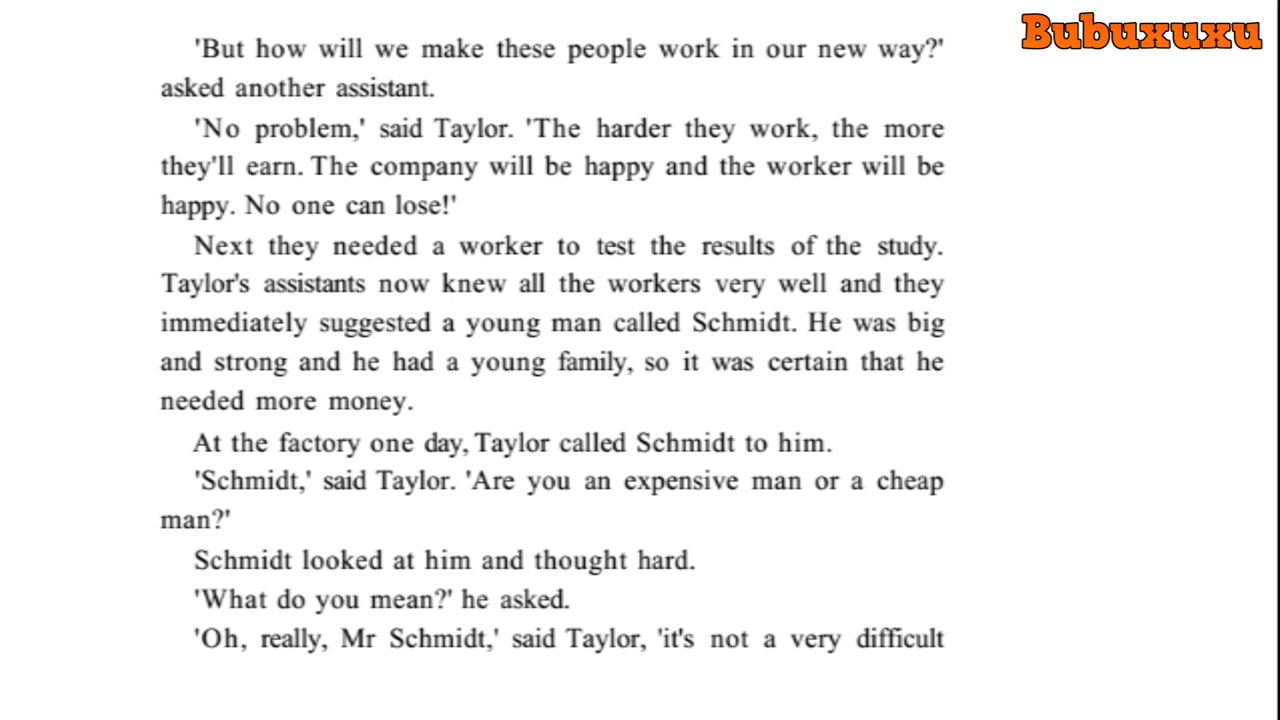 Bubuxuxu
'But how will we make these people work in our new way?'
asked another assistant.
'No problem,' said Taylor. 'The harder they work, the more
they'll earn. The company will be happy and the worker will be
happy. No one can lose!'
Next they needed a worker to test the results of the study.
Taylor's assistants now knew all the workers very well and they
immediately suggested a young man called Schmidt. He was big
and strong and he had a young family, so it was certain that he
needed more money.
At the factory one day, Taylor called Schmidt to him.
'Schmidt,' said Taylor. 'Are you an expensive man or a cheap
man?'
Schmidt looked at him and thought hard.
'What do you mean?' he asked.
'Oh, really, Mr Schmidt,' said Taylor, 'it's not a very difficult